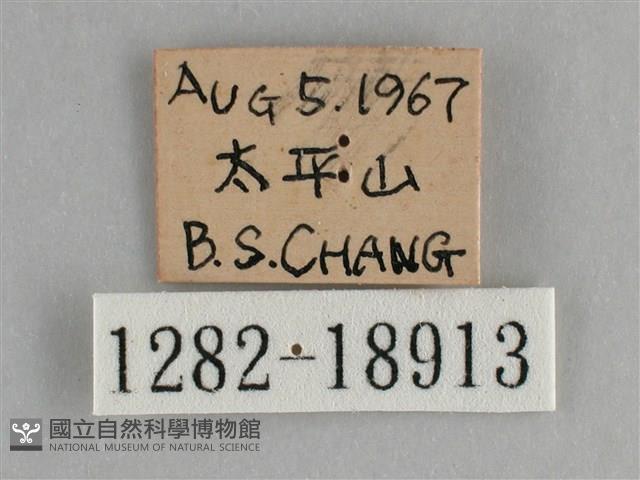 AUG 5.1967
太平山
B.S.CHANG
1282-18913
國立自然科學博物館
NATIONAL MUSEUM OF NATURAL SCIENCE